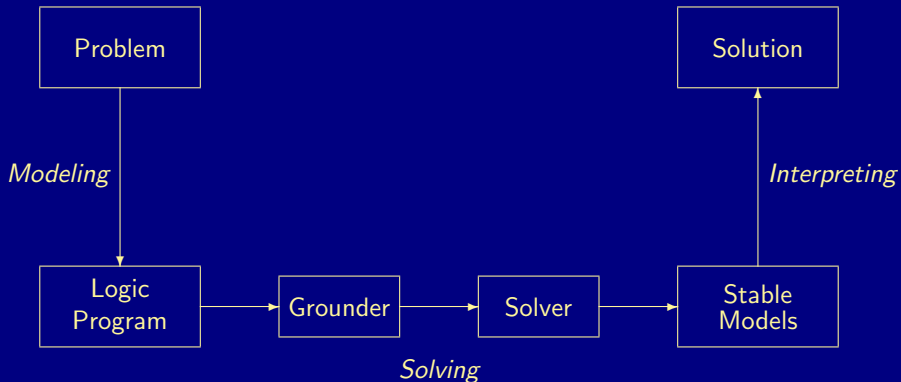 Problem
Solution
Modeling
Interpreting
Logic
Program
Grounder
Solver
Stable
Models
Solving